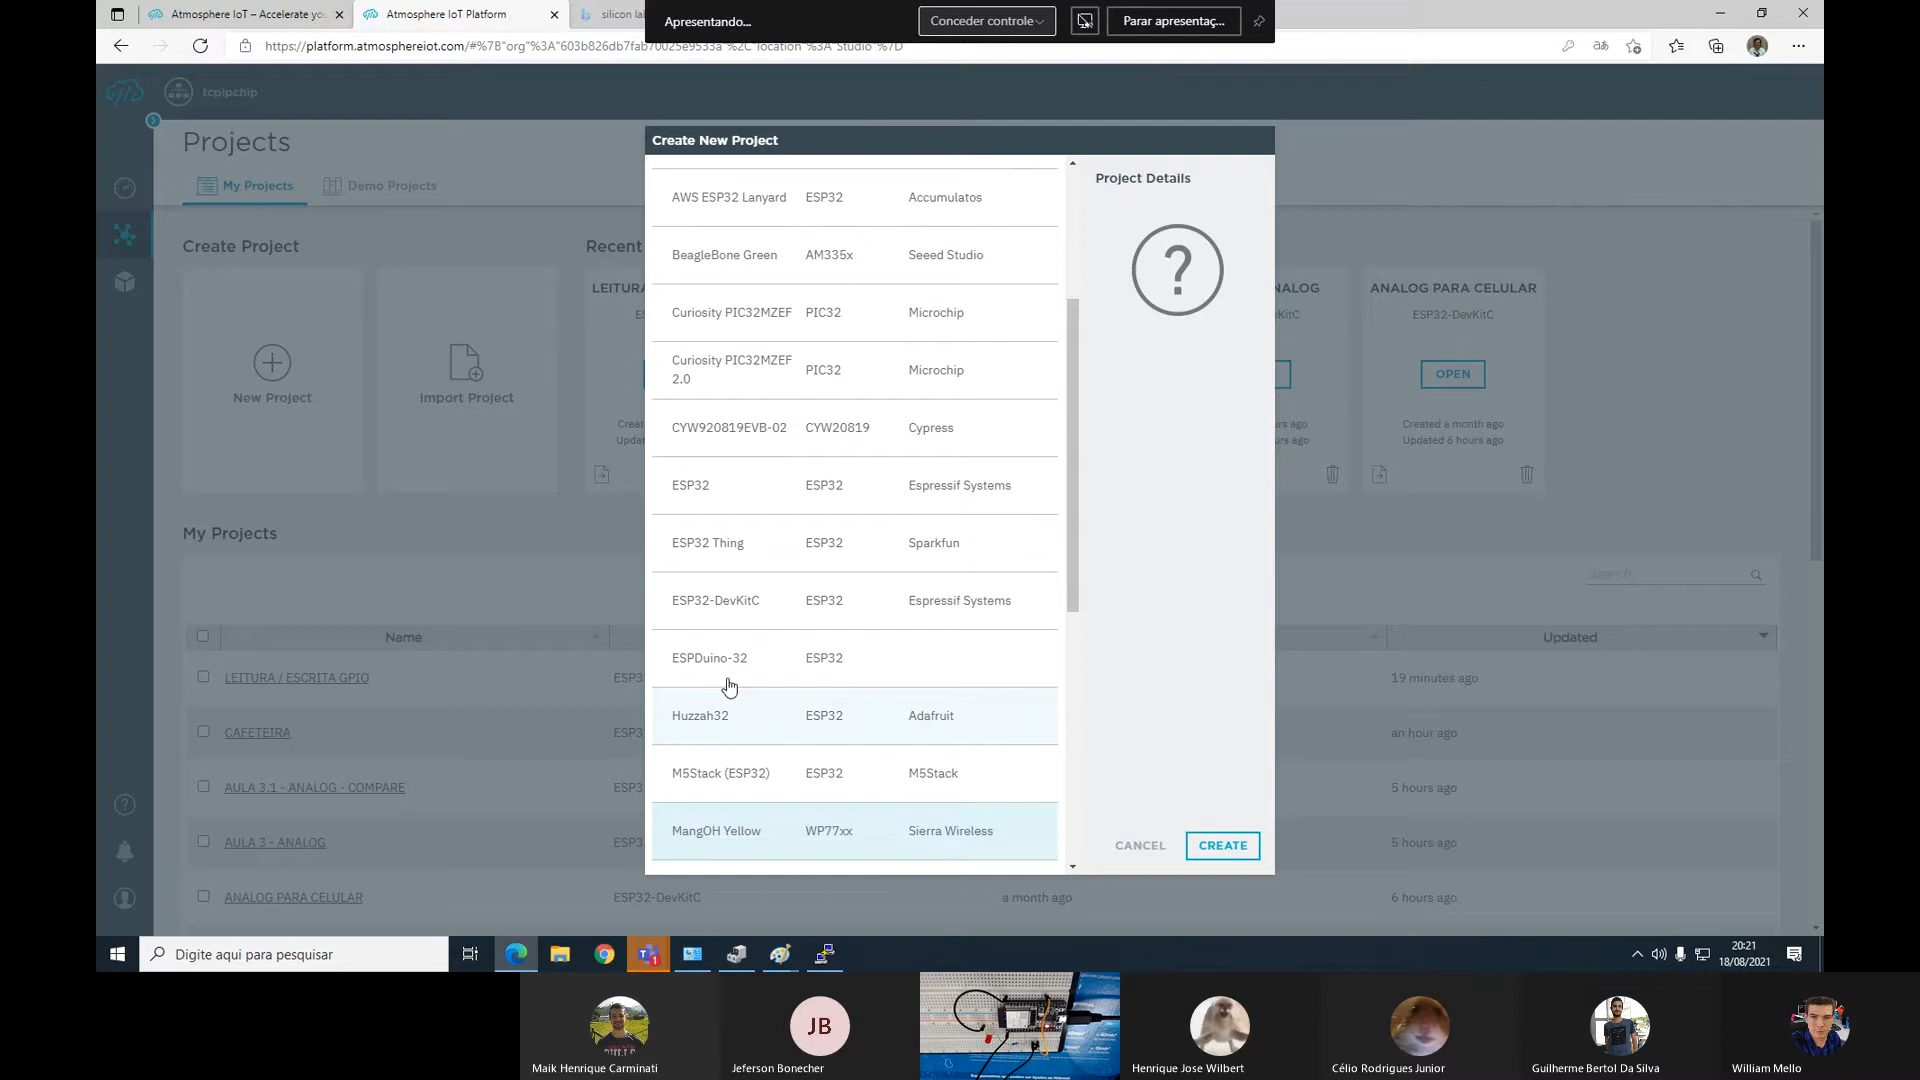 Atmosphere IoT – Accelerate you
Atmosphere IoT Platform
silicon lab
Apresentando...
Conceder controle
Parar apresentaç...
https://platform.atmosphereiot.com/#%7B"org"%3A"603b826db7fab70025e9533a"%2C"location"%3A"Studio"%7D
tcpipchip
Projects
My Projects
Demo Projects
Create Project
Recent
New Project
Import Project
LEITURA
ANALOG
ANALOG PARA CELULAR
ESP32-DevKitC
OPEN
Created a month ago
Updated 6 hours ago
Create New Project
AWS ESP32 Lanyard ESP32 Accumulatos
BeagleBone Green AM335x Seeed Studio
Curiosity PIC32MZEF PIC32 Microchip
Curiosity PIC32MZEF 2.0 PIC32 Microchip
CYW920819EVB-02 CYW20819 Cypress
ESP32 ESP32 Espressif Systems
ESP32 Thing ESP32 Sparkfun
ESP32-DevKitC ESP32 Espressif Systems
ESPDuino-32 ESP32
Huzzah32 ESP32 Adafruit
M5Stack (ESP32) ESP32 M5Stack
MangOH Yellow WP77xx Sierra Wireless
Project Details
?
CANCEL
CREATE
My Projects
Search...
Name
Updated
LEITURA / ESCRITA GPIO ESP3 19 minutes ago
CAFETEIRA ESP3 an hour ago
AULA 3.1 - ANALOG - COMPARE ESP3 5 hours ago
AULA 3 - ANALOG ESP3 5 hours ago
ANALOG PARA CELULAR ESP32-DevKitC a month ago 6 hours ago
Digite aqui para pesquisar
20:21
18/08/2021
JB
Maik Henrique Carminati
Jeferson Bonecher
Henrique Jose Wilbert
Célio Rodrigues Junior
Guilherme Bertol Da Silva
William Mello